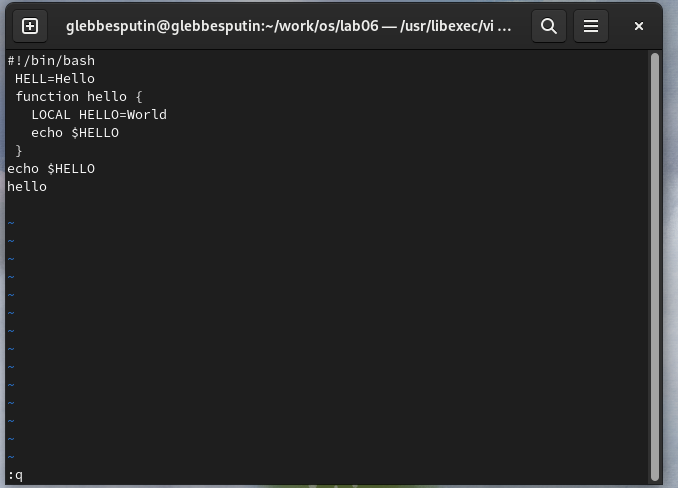 glebbesputin@glebbesputin:~/work/os/lab06 — /usr/libexec/vi ...
#!/bin/bash
 HELL=Hello
 function hello {
   LOCAL HELLO=World
   echo $HELLO
 }
echo $HELLO
hello
~
~
~
~
~
~
~
~
~
~
~
~
~
~
:q